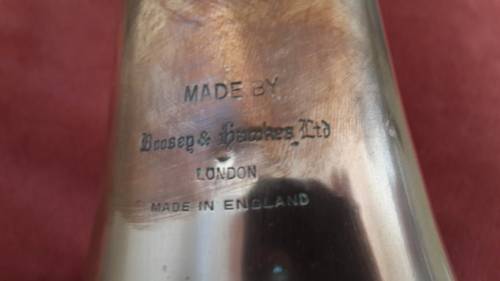 MADE BY
Boosey & Hawkes, Ltd
LONDON
MADE IN ENGLAND